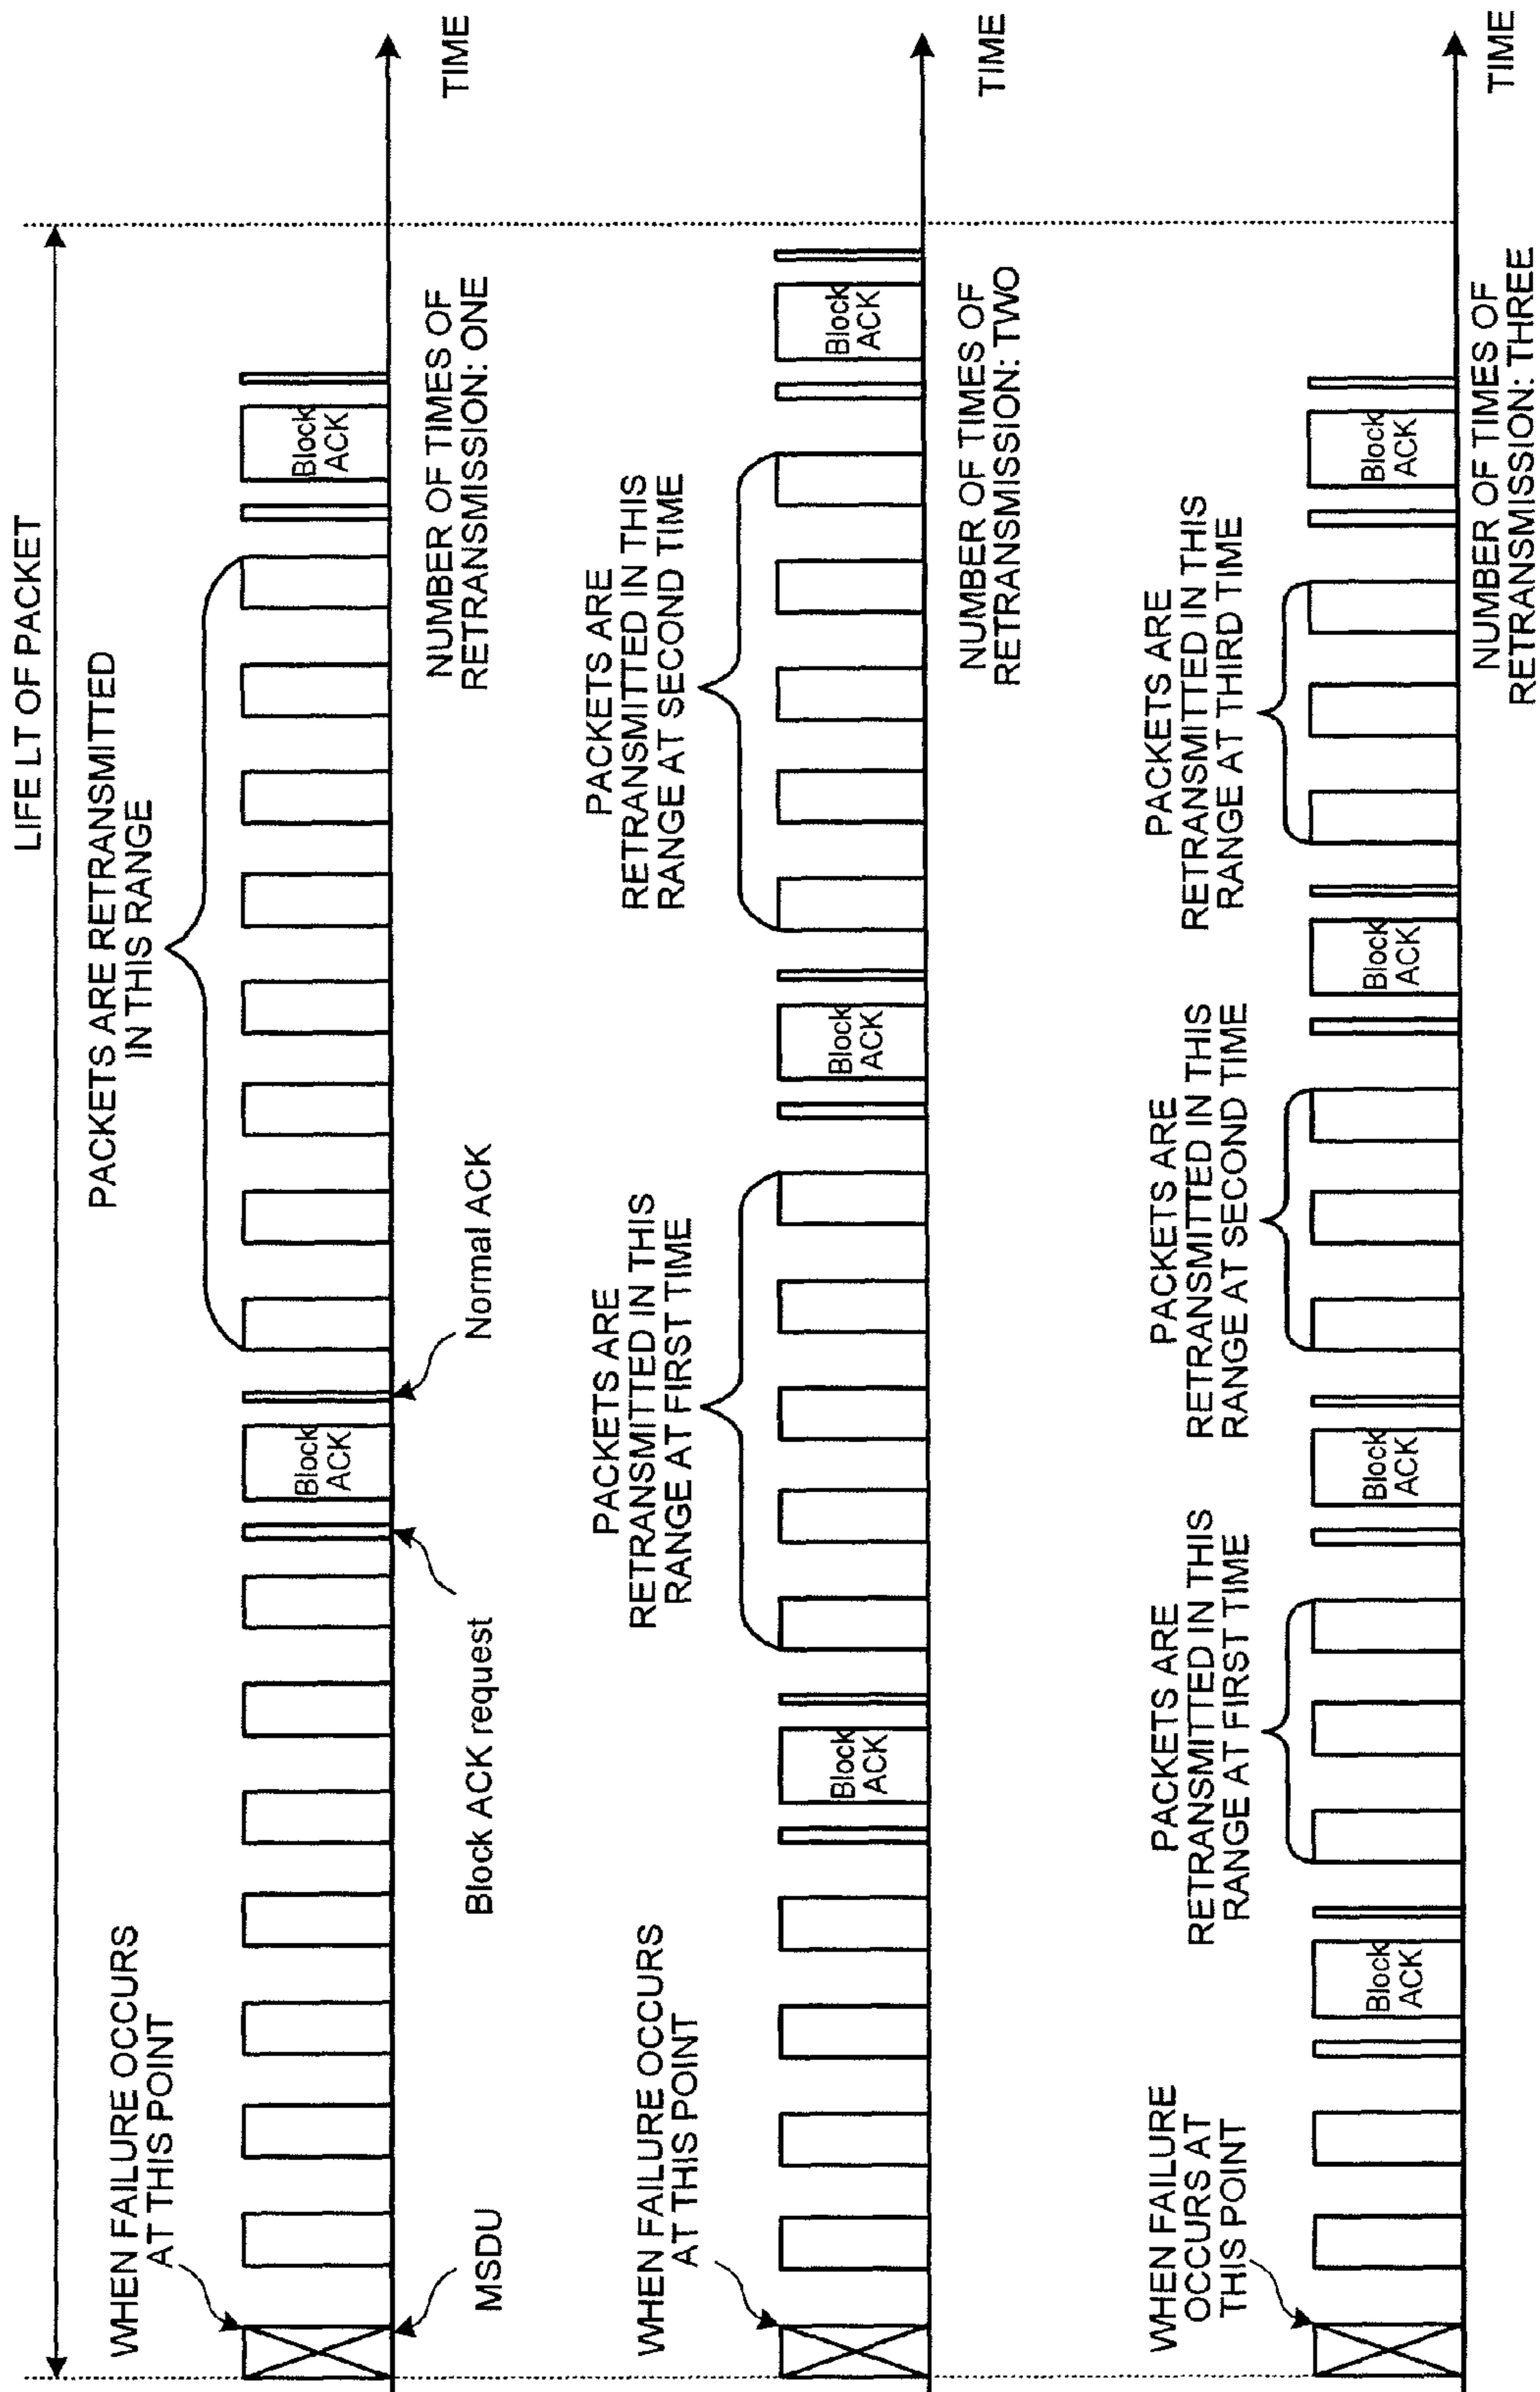 LIFE LT OF PACKET
WHEN FAILURE OCCURS
AT THIS POINT
PACKETS ARE RETRANSMITTED
IN THIS RANGE
Block
ACK
Block
ACK
MSDU
Block ACK request
Normal ACK
NUMBER OF TIMES OF
RETRANSMISSION: ONE
TIME
WHEN FAILURE OCCURS
AT THIS POINT
PACKETS ARE
RETRANSMITTED IN THIS
RANGE AT FIRST TIME
PACKETS ARE
RETRANSMITTED IN THIS
RANGE AT SECOND TIME
Block
ACK
Block
ACK
Block
ACK
NUMBER OF TIMES OF
RETRANSMISSION: TWO
TIME
WHEN FAILURE
OCCURS AT
THIS POINT
PACKETS ARE
RETRANSMITTED IN THIS
RANGE AT FIRST TIME
PACKETS ARE
RETRANSMITTED IN THIS
RANGE AT SECOND TIME
PACKETS ARE
RETRANSMITTED IN THIS
RANGE AT THIRD TIME
Block
ACK
Block
ACK
Block
ACK
Block
ACK
NUMBER OF TIMES OF
RETRANSMISSION: THREE
TIME